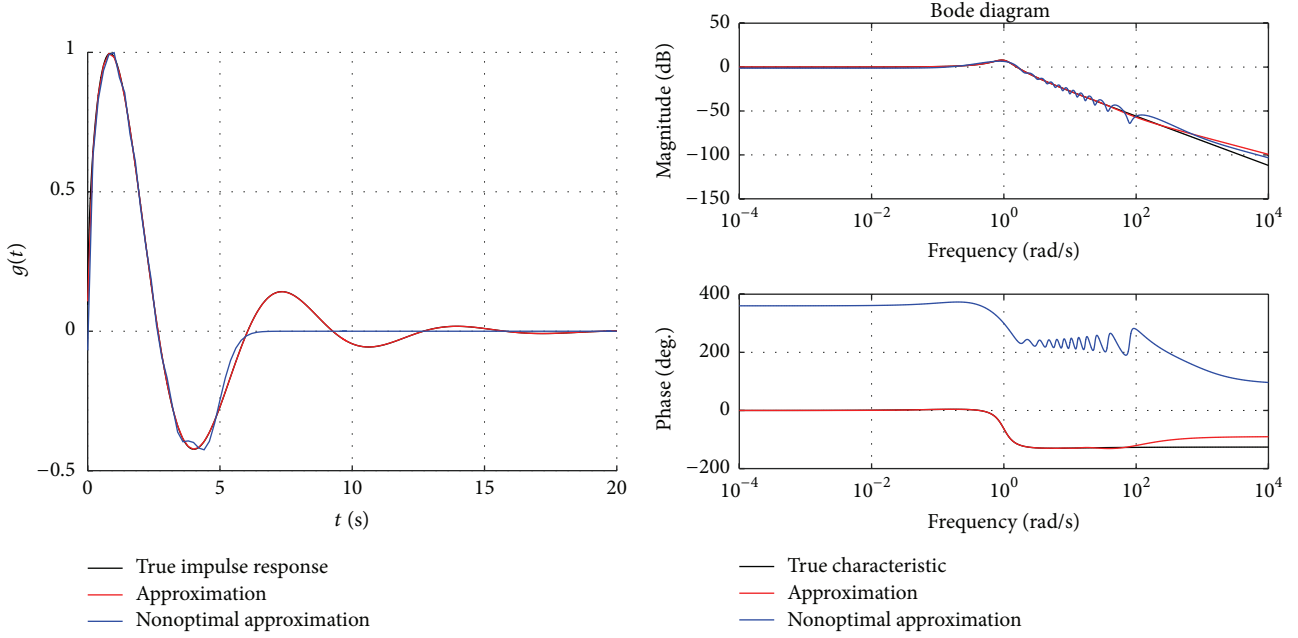 1
0.5
0
−0.5
g(t)
0
5
10
15
20
t (s)
True impulse response
Approximation
Nonoptimal approximation
Bode diagram
50
0
−50
−100
−150
Magnitude (dB)
10−4
10−2
100
102
104
Frequency (rad/s)
400
200
0
−200
Phase (deg.)
10−4
10−2
100
102
104
Frequency (rad/s)
True characteristic
Approximation
Nonoptimal approximation